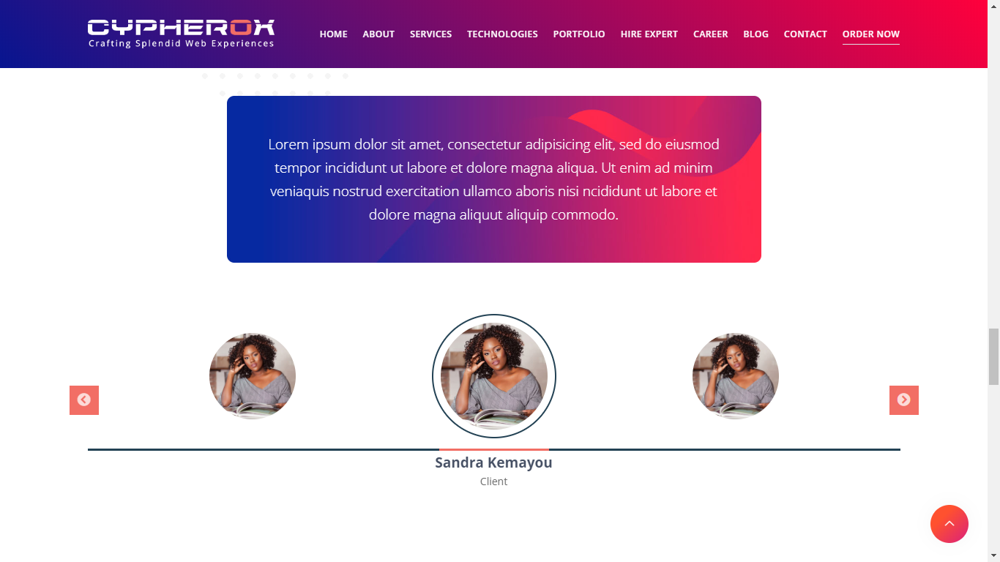 CYPHEROX
Crafting Splendid Web Experiences
HOME ABOUT SERVICES TECHNOLOGIES PORTFOLIO HIRE EXPERT CAREER BLOG CONTACT ORDER NOW
Lorem ipsum dolor sit amet, consectetur adipisicing elit, sed do eiusmod
tempor incididunt ut labore et dolore magna aliqua. Ut enim ad minim
veniaquis nostrud exercitation ullamco aboris nisi ncididunt ut labore et
dolore magna aliquut aliquip commodo.
Sandra Kemayou
Client